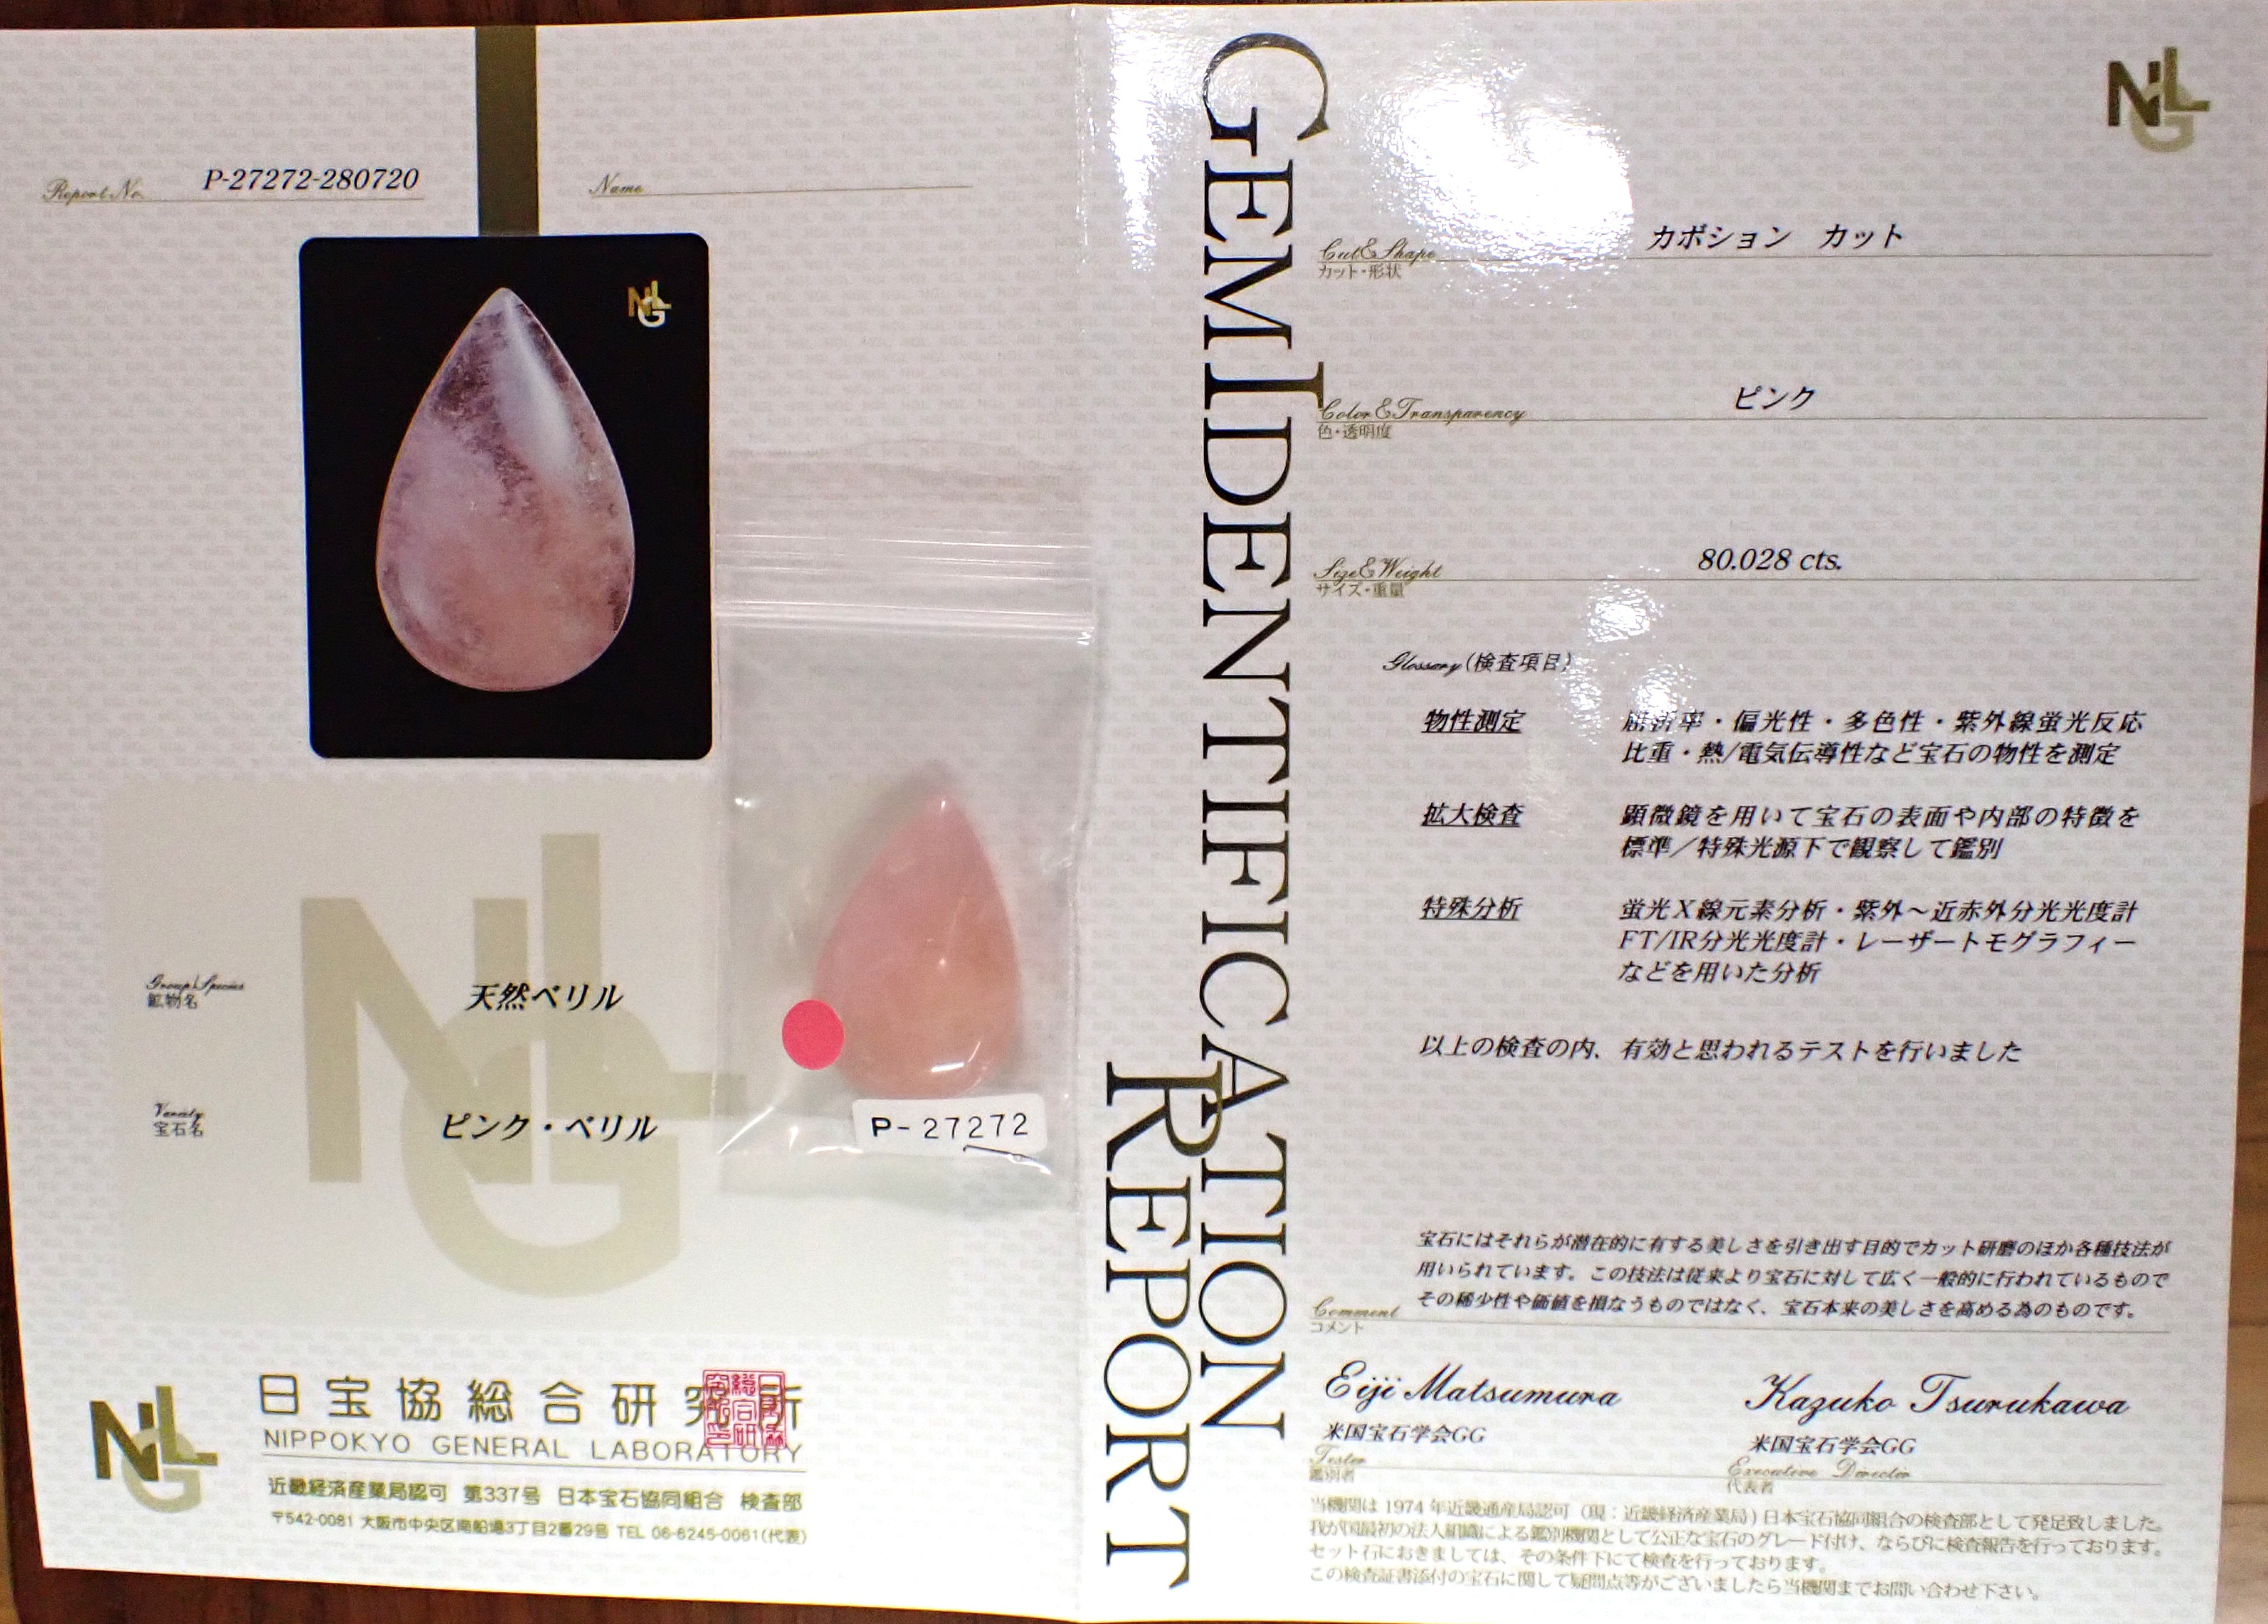 Report No.
P-27272-280720
Name
NGL
Group\Species
鉱物名
天然ベリル
Variety
宝石名
ピンク・ベリル
P-27272
NGL
日宝協総合研究所
NIPPOKYO GENERAL LABORATORY
近畿経済産業局認可 第337号 日本宝石協同組合 検査部
〒542-0081 大阪市中央区南船場3丁目2番29号 TEL 06-6245-0061(代表)
GEM IDENTIFICATION
REPORT
NGL
Cut&Shape
カット・形状
カボション カット
Color&Transparency
色・透明度
ピンク
Size&Weight
サイズ・重量
80.028 cts.
Glossary(検査項目)
物性測定 屈折率・偏光性・多色性・紫外線蛍光反応
比重・熱/電気伝導性など宝石の物性を測定
拡大検査 顕微鏡を用いて宝石の表面や内部の特徴を
標準／特殊光源下で観察して鑑別
特殊分析 蛍光X線元素分析・紫外～近赤外分光光度計
FT/IR分光光度計・レーザートモグラフィー
などを用いた分析
以上の検査の内、有効と思われるテストを行いました
宝石にはそれらが潜在的に有する美しさを引き出す目的でカット研磨のほか各種技法が
用いられています。この技法は従来より宝石に対して広く一般的に行われているもので
その稀少性や価値を損なうものではなく、宝石本来の美しさを高める為のものです。
Comment
コメント
Eiji Matsumura
米国宝石学会GG
Tester
鑑別者
Kazuko Tsurukawa
米国宝石学会GG
Executive Director
代表者
当機関は1974年近畿通産局認可（現：近畿経済産業局)）日本宝石協同組合の検査部として発足致しました。
我が国最初の法人組織による鑑別機関として公正な宝石のグレード付け、ならびに検査報告を行っております。
セット石におきましては、その条件下にて検査を行っております。
この検査証書添付の宝石に関して疑問点等がございましたら当機関までお問い合わせ下さい。